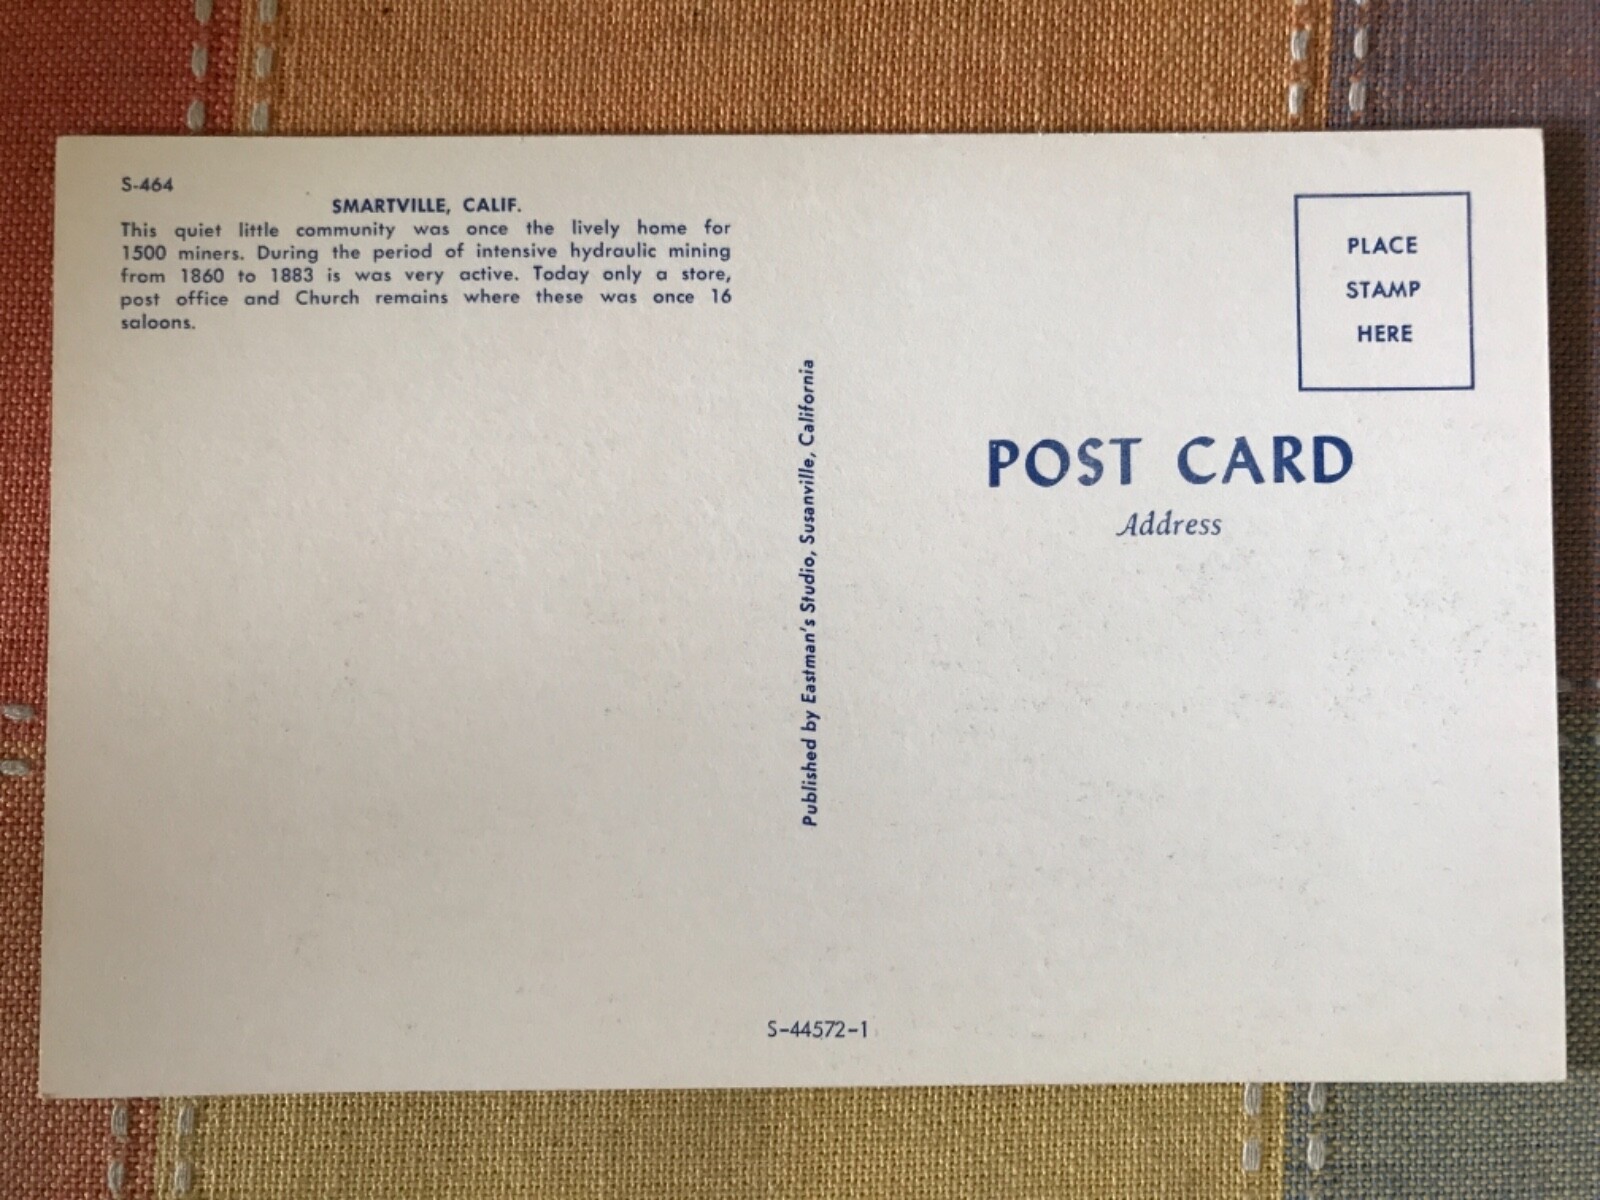 S-464
SMARTVILLE, CALIF.
This quiet little community was once the lively home for
1500 miners. During the period of intensive hydraulic mining
from 1860 to 1883 is was very active. Today only a store,
post office and Church remains where these was once 16
saloons.
Published by Eastman's Studio, Susanville, California
PLACE
STAMP
HERE
POST CARD
Address
S-44572-1